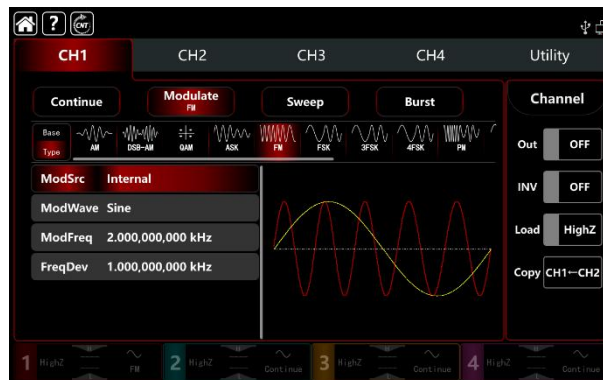 ? CNT
CH1 CH2 CH3 CH4 Utility
Continue Modulate FM Sweep Burst Channel
Base Type AM DSB-AM QAM ASK FM FSK 3FSK 4FSK PM
ModSrc Internal
ModWave Sine
ModFreq 2.000,000,000 kHz
FreqDev 1.000,000,000 kHz
Out OFF
INV OFF
Load HighZ
Copy CH1←CH2
1 HighZ FM 2 HighZ Continue 3 HighZ Continue 4 HighZ Continue